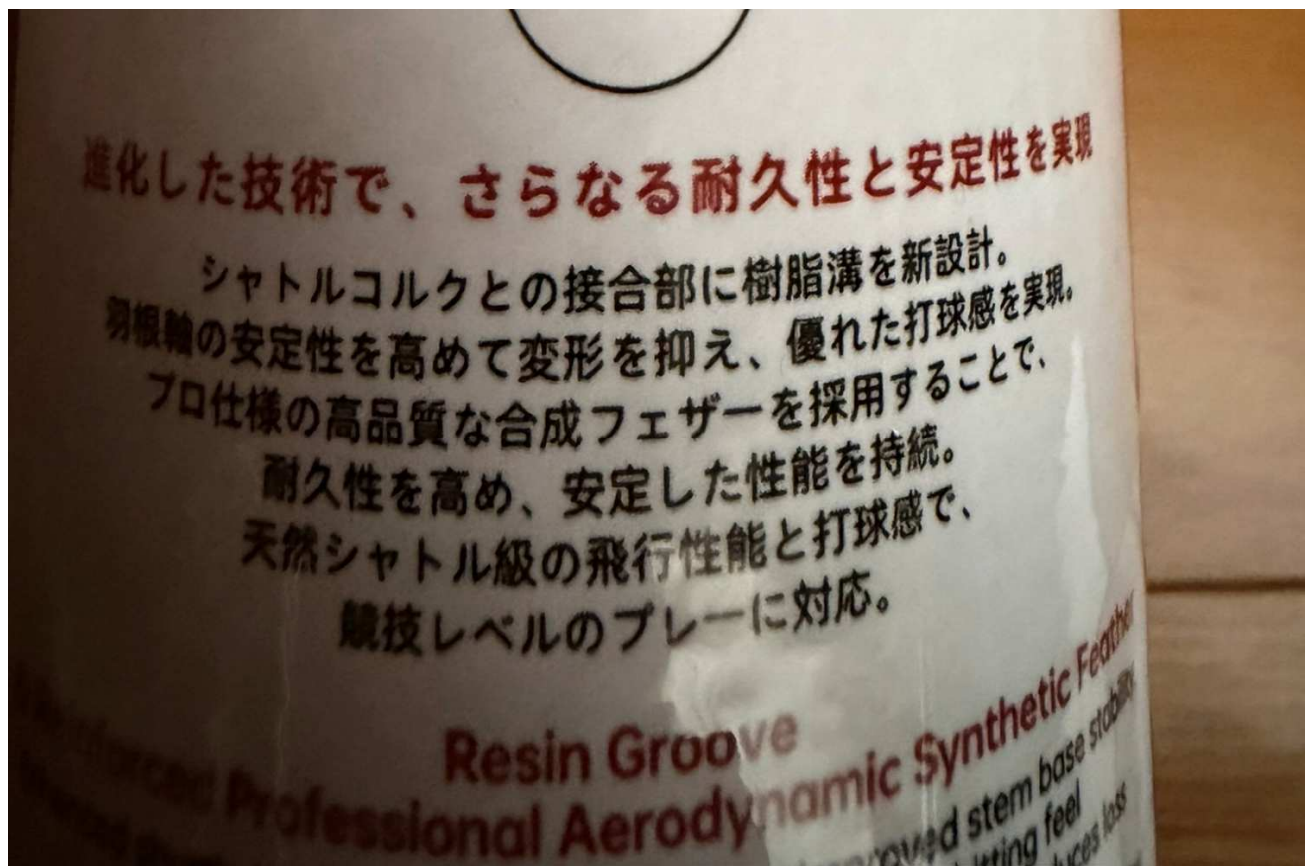 進化した技術で、さらなる耐久性と安定性を実現
シャトルコルクとの接合部に樹脂溝を新設計。
羽根軸の安定性を高めて変形を抑え、優れた打球感を実現。
プロ仕様の高品質な合成フェザーを採用することで、
耐久性を高め、安定した性能を持続。
天然シャトル級の飛行性能と打球感で、
競技レベルのプレーに対応。
Resin Groove
Reinforced Professional Aerodynamic Synthetic Feather
improved stem base stability
hitting feel
loss